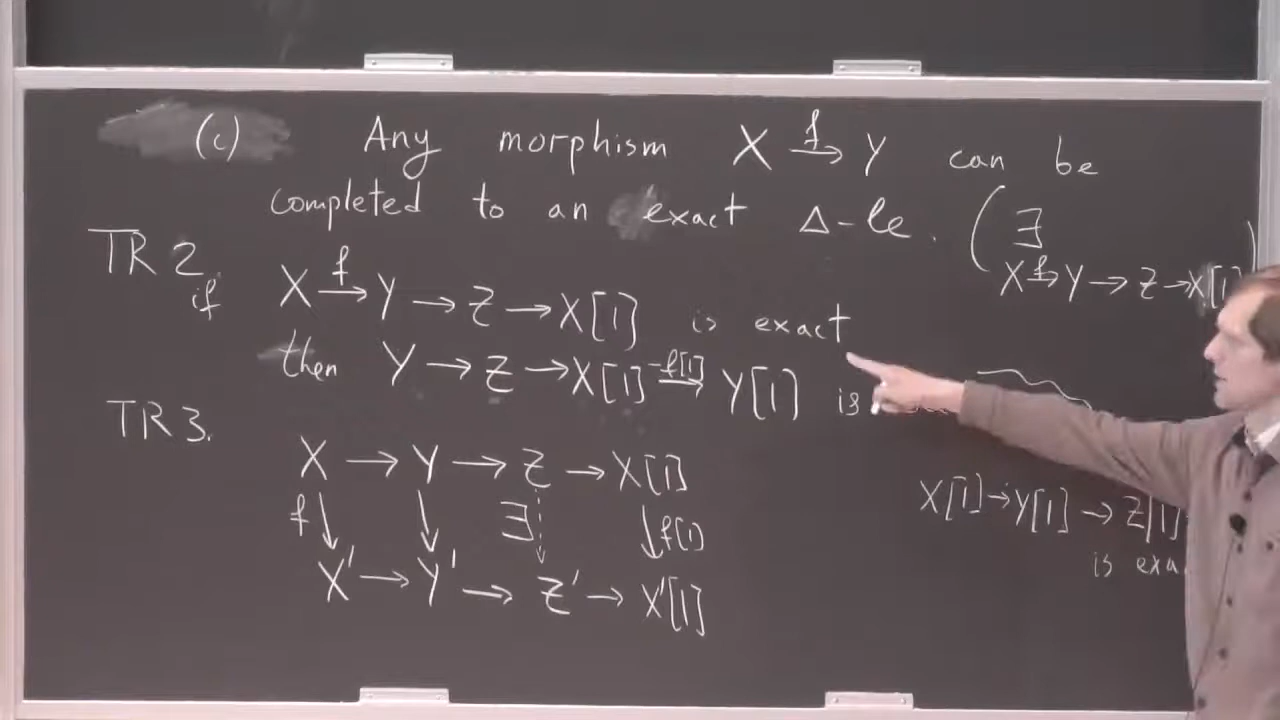 (c) Any morphism X →f Y can be
completed to an exact Δ-le. (∃
X →f Y → Z → X[1])
TR 2. if X →f Y → Z → X[1] is exact
then Y → Z → X[1] →-f[1] Y[1] is
TR 3.
X → Y → Z → X[1]
f ↓ ↓ ∃ ↓ f[1]
X' → Y' → Z' → X'[1]
X[1] → Y[1] → Z[1]
is